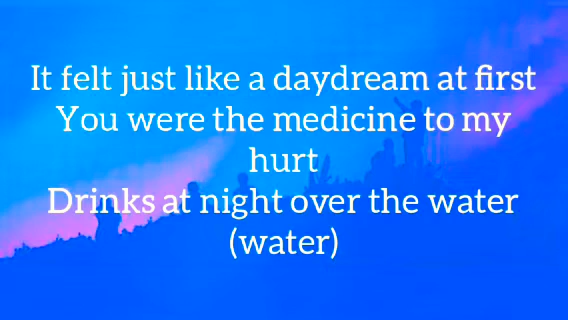 It felt just like a daydream at first
You were the medicine to my
hurt
Drinks at night over the water
(water)